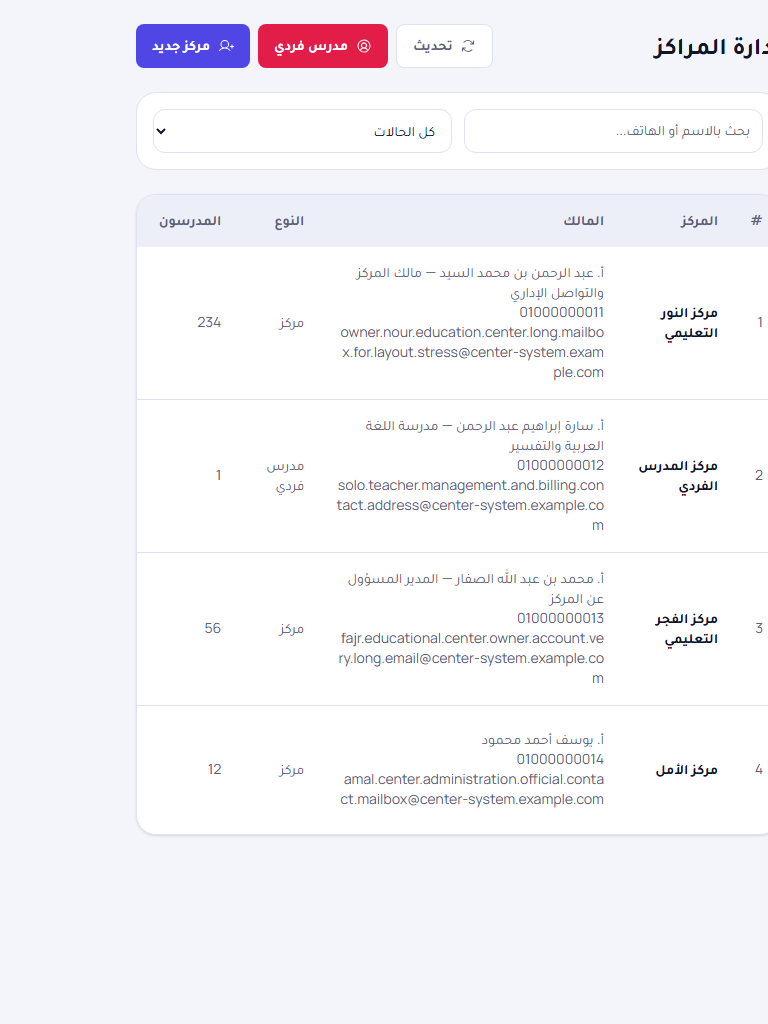 دارة المراكز
تحديث
مدرس فردي
مركز جديد
بحث بالاسم أو الهاتف...
كل الحالات
# المركز المالك النوع المدرسون
1
مركز النور
التعليمي
أ. عبد الرحمن بن محمد السيد — مالك المركز
والتواصل الإداري
01000000011
owner.nour.education.center.long.mailbo
x.for.layout.stress@center-system.exam
ple.com
مركز
234
2
مركز المدرس
الفردي
أ. سارة إبراهيم عبد الرحمن — مدرسة اللغة
العربية والتفسير
01000000012
solo.teacher.management.and.billing.con
tact.address@center-system.example.co
m
مدرس
فردي
1
3
مركز الفجر
التعليمي
أ. محمد بن عبد الله الصفار — المدير المسؤول
عن المركز
01000000013
fajr.educational.center.owner.account.ve
ry.long.email@center-system.example.co
m
مركز
56
4
مركز الأمل
أ. يوسف أحمد محمود
01000000014
amal.center.administration.official.conta
ct.mailbox@center-system.example.com
مركز
12